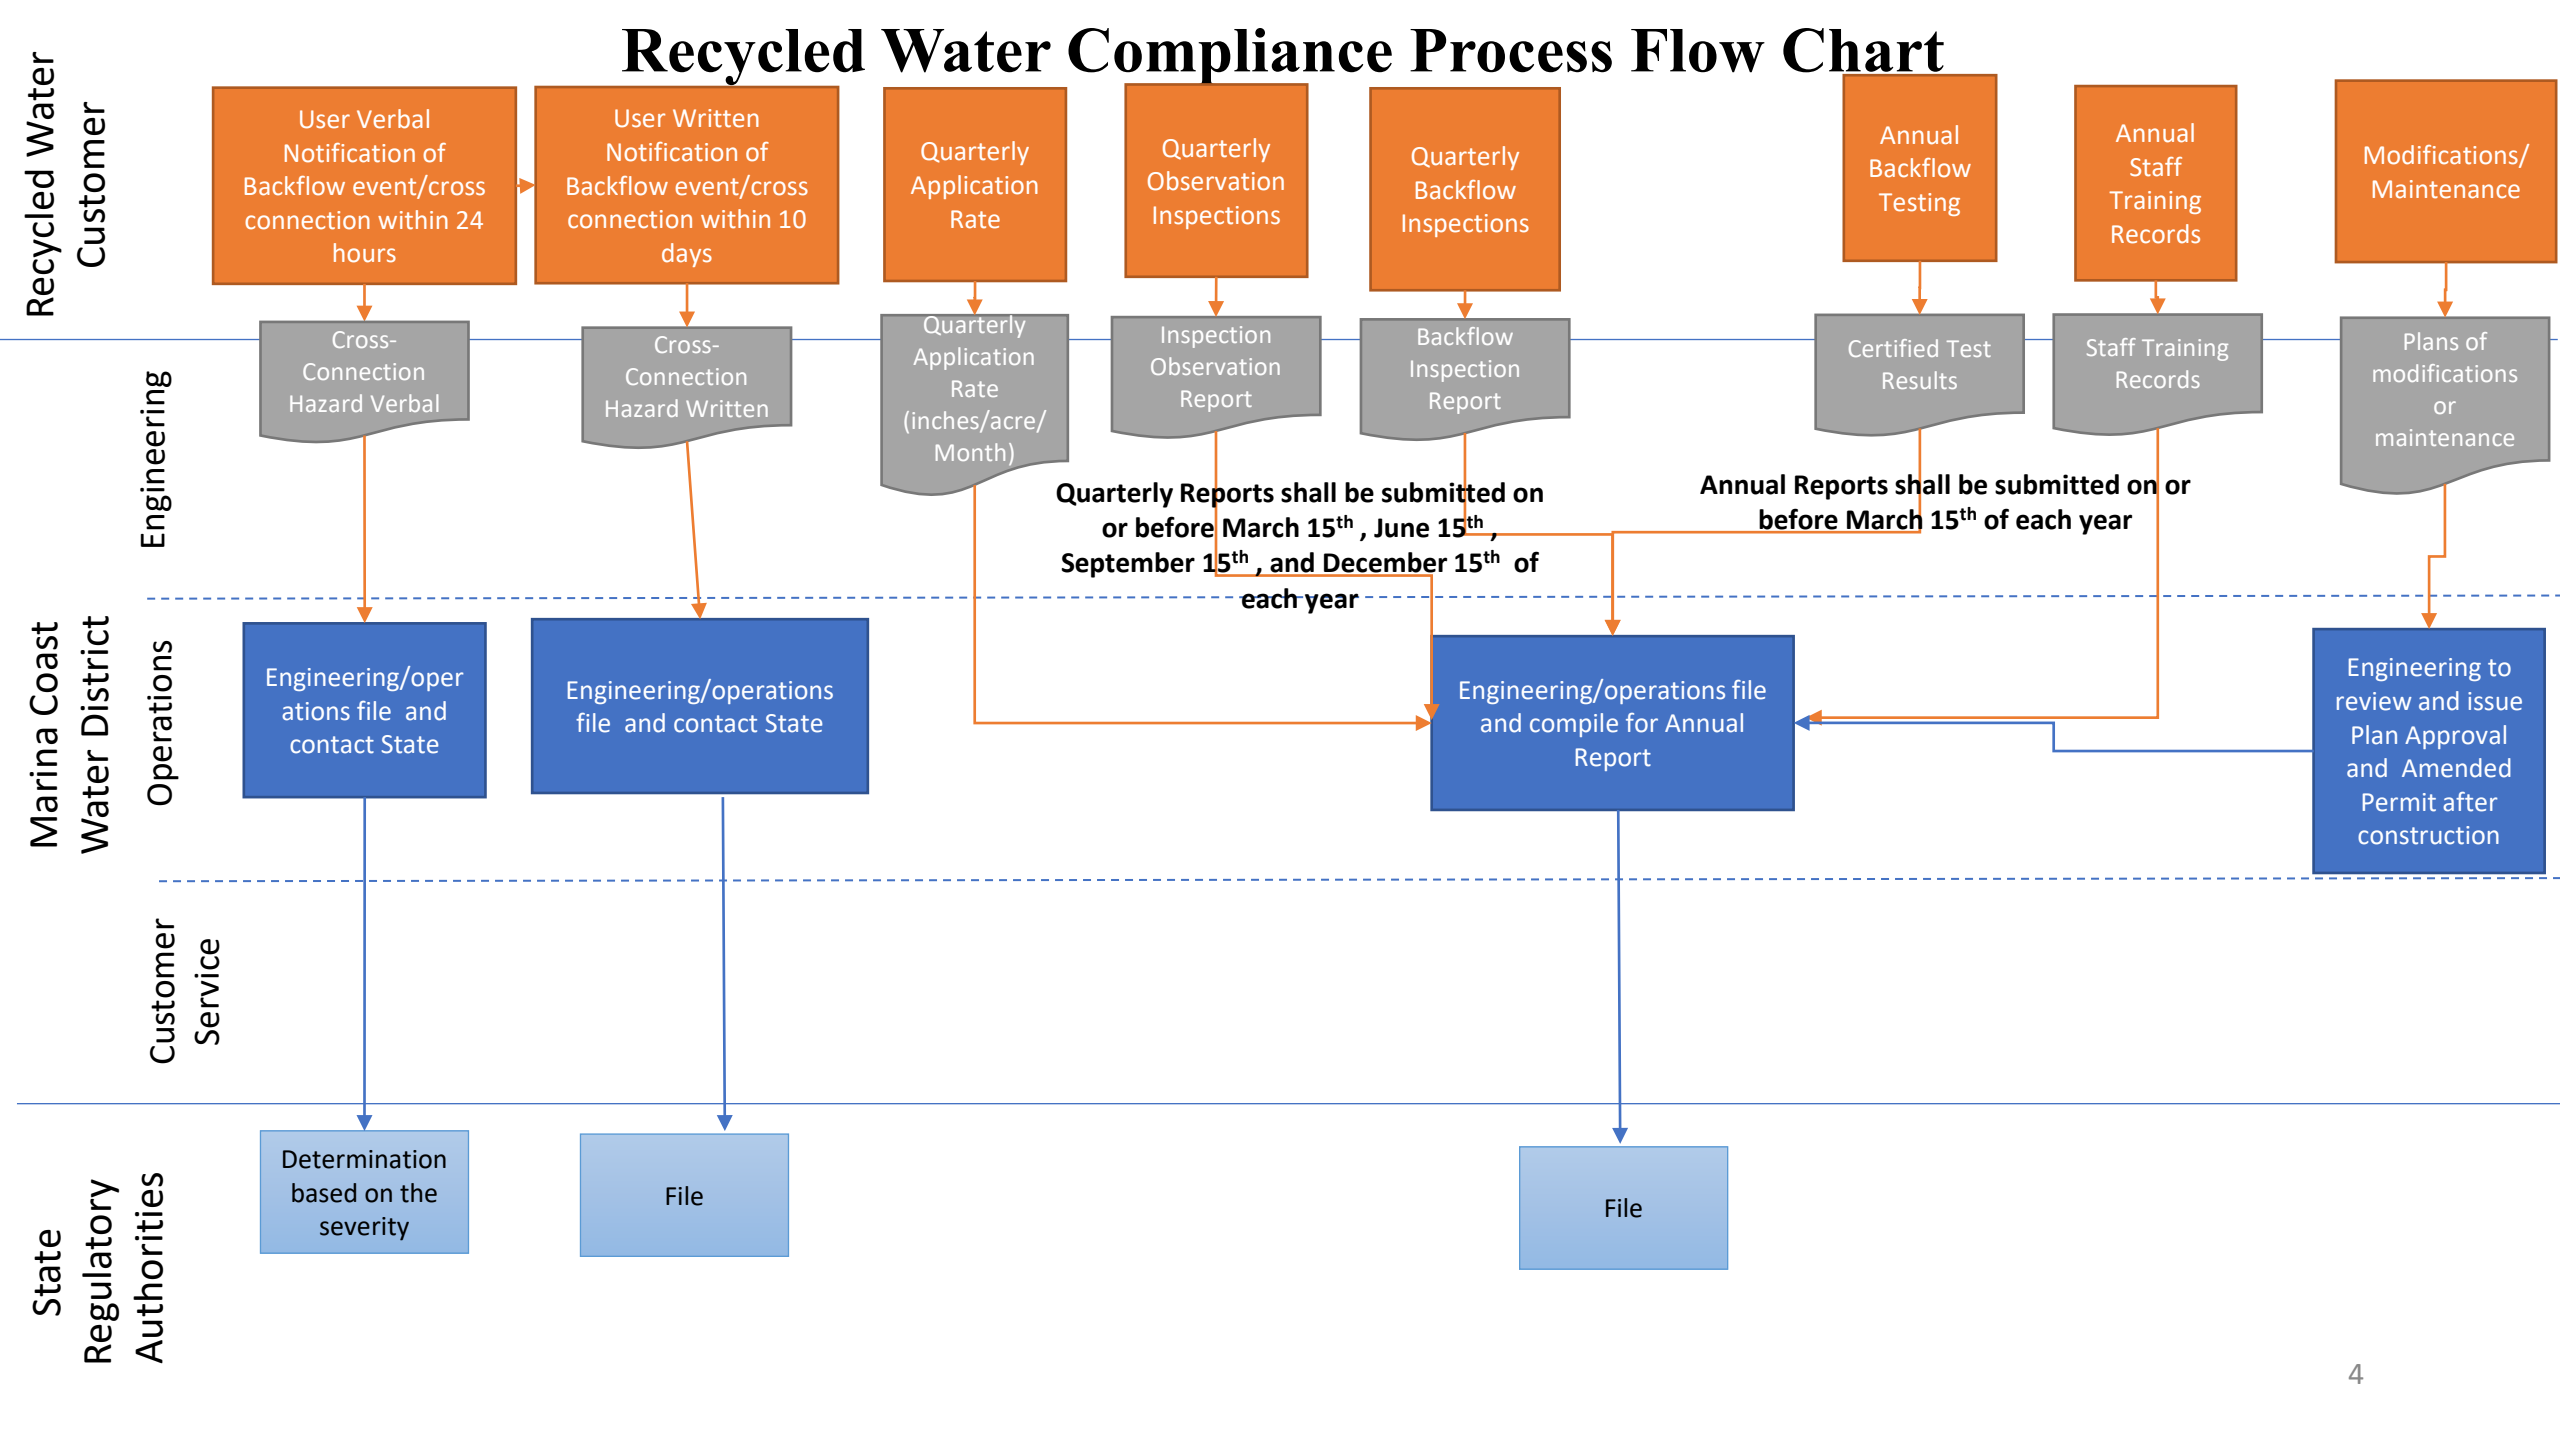 Recycled Water Compliance Process Flow Chart
Recycled Water
Customer
User Verbal
Notification of
Backflow event/cross
connection within 24
hours
User Written
Notification of
Backflow event/cross
connection within 10
days
Quarterly
Application
Rate
Quarterly
Observation
Inspections
Quarterly
Backflow
Inspections
Annual
Backflow
Testing
Annual
Staff
Training
Records
Modifications/
Maintenance
Marina Coast
Water District
Engineering
Cross-
Connection
Hazard Verbal
Cross-
Connection
Hazard Written
Quarterly
Application
Rate
(inches/acre/
Month)
Inspection
Observation
Report
Backflow
Inspection
Report
Certified Test
Results
Staff Training
Records
Plans of
modifications
or
maintenance
Quarterly Reports shall be submitted on
or before March 15th , June 15th ,
September 15th , and December 15th of
each year
Annual Reports shall be submitted on or
before March 15th of each year
Operations
Engineering/oper
ations file and
contact State
Engineering/operations
file and contact State
Engineering/operations file
and compile for Annual
Report
Engineering to
review and issue
Plan Approval
and Amended
Permit after
construction
Customer
Service
State
Regulatory
Authorities
Determination
based on the
severity
File
File
4